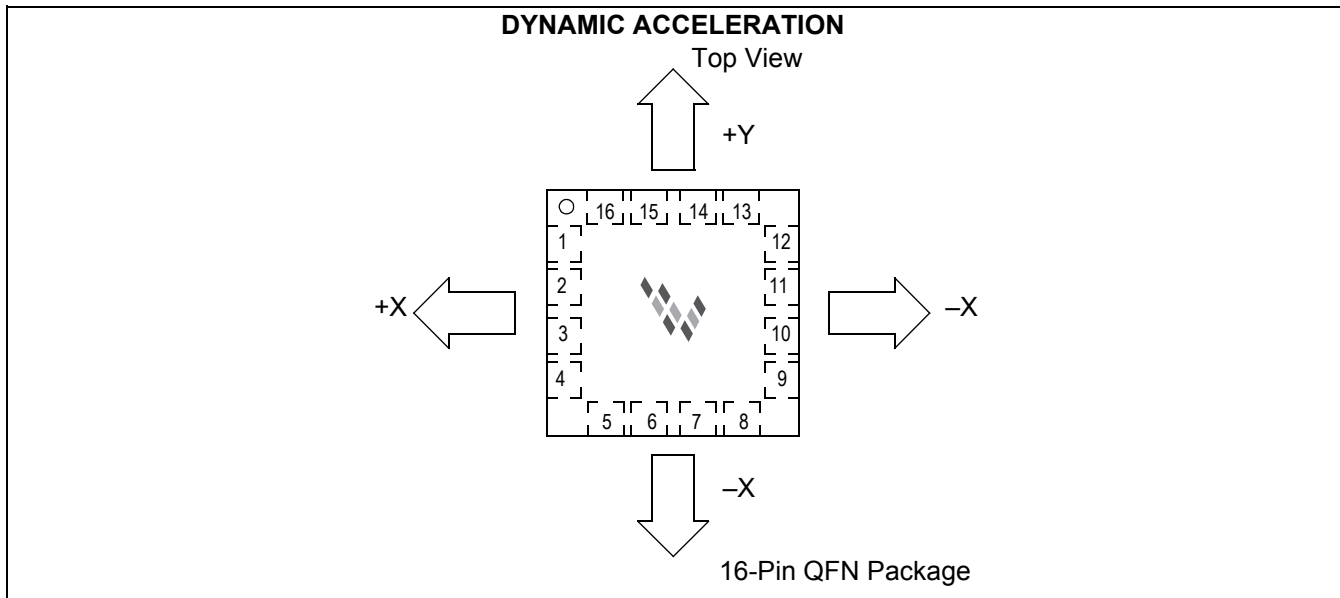 DYNAMIC ACCELERATION
Top View
+Y
16 15 14 13
1 12
2 11
+X –X
3 10
4 9
5 6 7 8
–X
16-Pin QFN Package